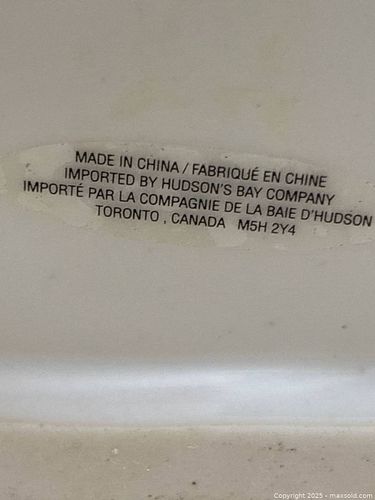 MADE IN CHINA / FABRIQUÉ EN CHINE
IMPORTED BY HUDSON'S BAY COMPANY
IMPORTÉ PAR LA COMPAGNIE DE LA BAIE D'HUDSON
TORONTO , CANADA M5H 2Y4
Copyright 2025 - maxsold.com